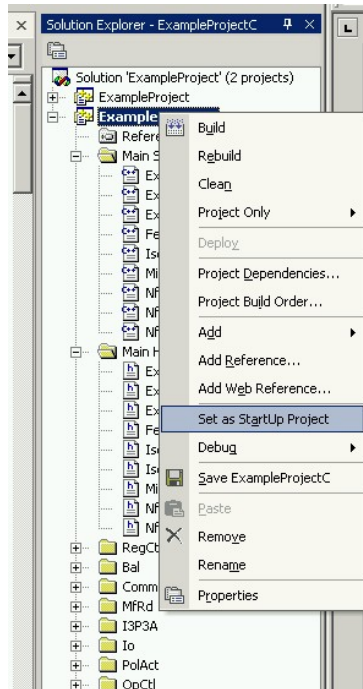 Solution Explorer - ExampleProjectC
Solution 'ExampleProject' (2 projects)
ExampleProject
Example
Refere
Main S
Ex
Ex
Ex
Fe
Iso
Mi
Nf
Nf
Nf
Main H
Ex
Ex
Ex
Fe
Iso
Iso
Mi
Nf
Nf
RegCt
Bal
Comm
MfRd
I3P3A
Io
PolAct
OpCtl
Build
Rebuild
Clean
Project Only
Deploy
Project Dependencies...
Project Build Order...
Add
Add Reference...
Add Web Reference...
Set as StartUp Project
Debug
Save ExampleProjectC
Paste
Remove
Rename
Properties